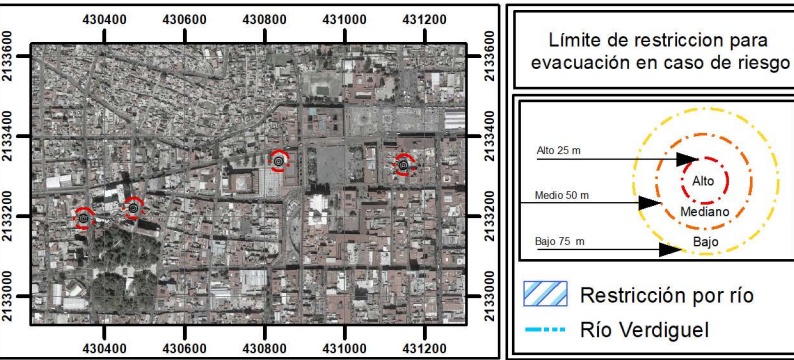 430400 430600 430800 431000 431200
2133600
2133400
2133200
2133000
2133600
2133400
2133200
2133000
430400 430600 430800 431000 431200
Límite de restriccion para
evacuación en caso de riesgo
Alto 25 m
Alto
Medio 50 m
Mediano
Bajo 75 m
Bajo
Restricción por río
Río Verdiguel